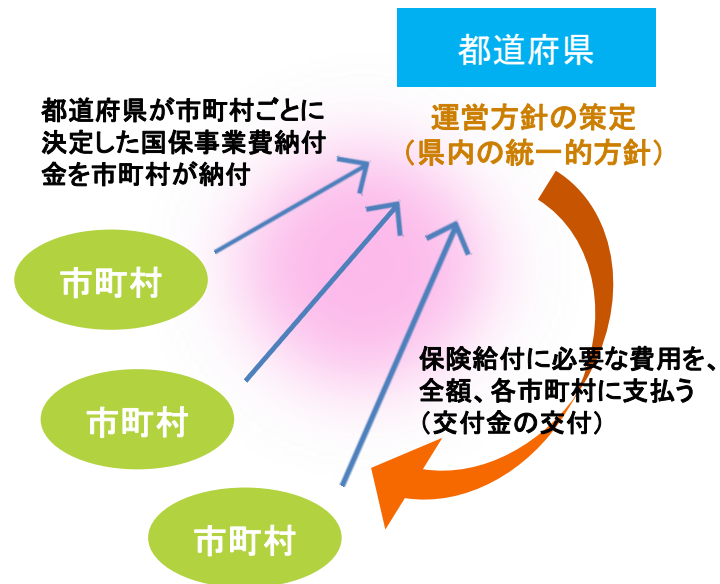 都道府県
都道府県が市町村ごとに
決定した国保事業費納付
金を市町村が納付
運営方針の策定
（県内の統一的方針）
市町村
保険給付に必要な費用を、
全額、各市町村に支払う
（交付金の交付）
市町村
市町村